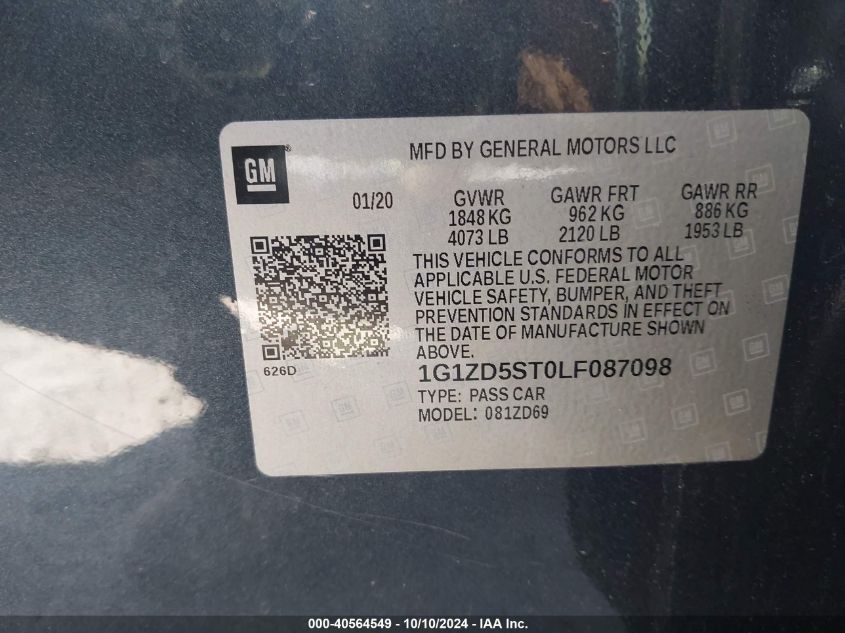 MFD BY GENERAL MOTORS LLC
GM
01/20
GVWR GAWR FRT GAWR RR
1848 KG 962 KG 886 KG
4073 LB 2120 LB 1953 LB
THIS VEHICLE CONFORMS TO ALL
APPLICABLE U.S. FEDERAL MOTOR
VEHICLE SAFETY, BUMPER, AND THEFT
PREVENTION STANDARDS IN EFFECT ON
THE DATE OF MANUFACTURE SHOWN
ABOVE.
626D
1G1ZD5ST0LF087098
TYPE: PASS CAR
MODEL: 081ZD69
000-40564549 - 10/10/2024 - IAA Inc.